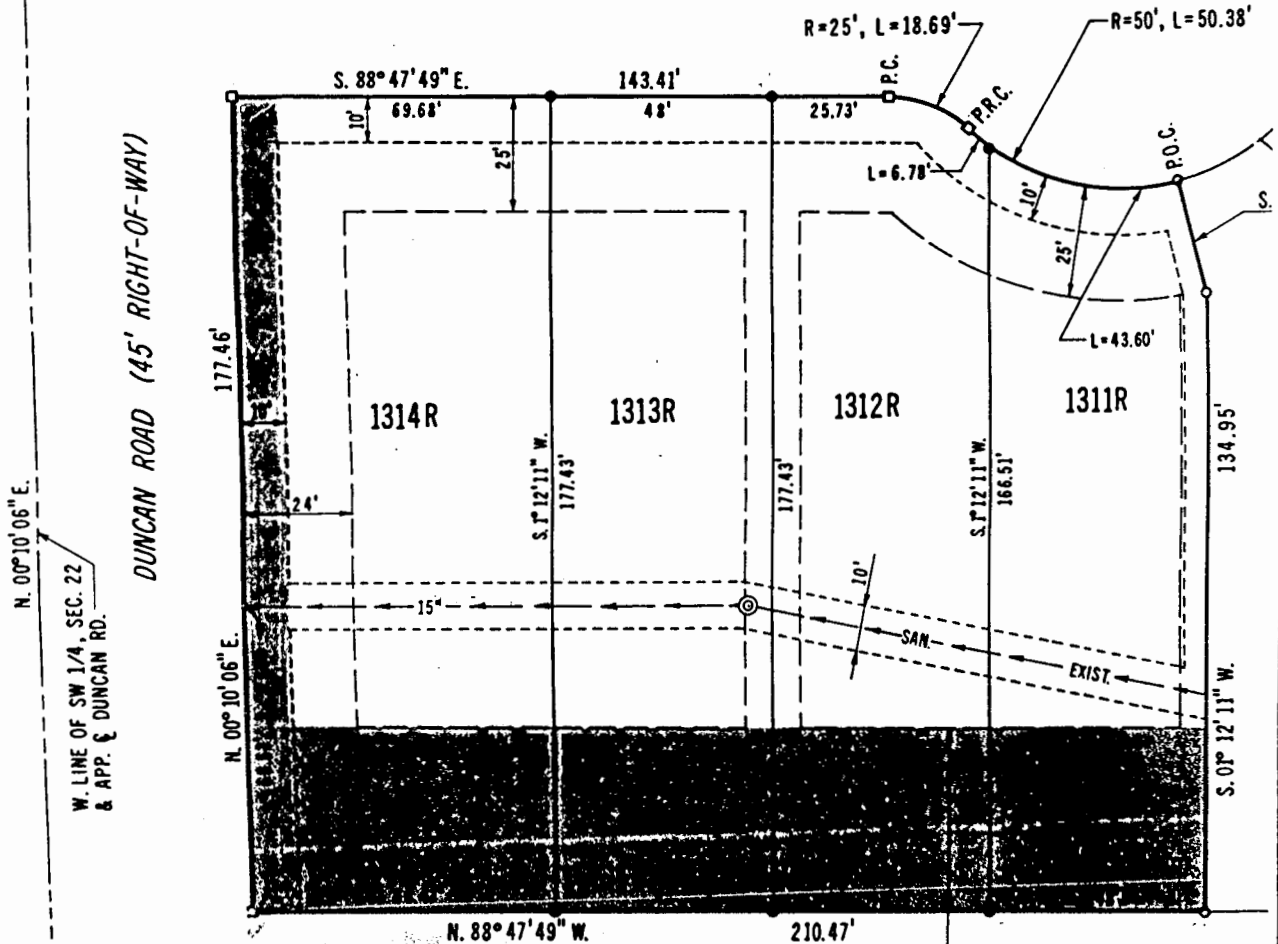 R=25', L=18.69'
R=50', L=50.38'
S. 88° 47' 49" E.
143.41'
P.C.
69.68'
48'
25.73'
P.R.C.
10'
25'
L=6.78'
P.O.C.
10'
S.
25'
DUNCAN ROAD (45' RIGHT-OF-WAY)
177.46'
L=43.60'
1314R
1313R
1312R
1311R
S. 1° 12' 11" W.
177.43'
177.43'
S. 1° 12' 11" W.
166.51'
134.95'
24'
N. 00° 10' 06" E.
W. LINE OF SW 1/4, SEC. 22
& APP. ℄ DUNCAN RD.
10'
15"
SAN.
EXIST.
N. 00° 10' 06" E.
S. 01° 12' 11" W.
N. 88° 47' 49" W.
210.47'